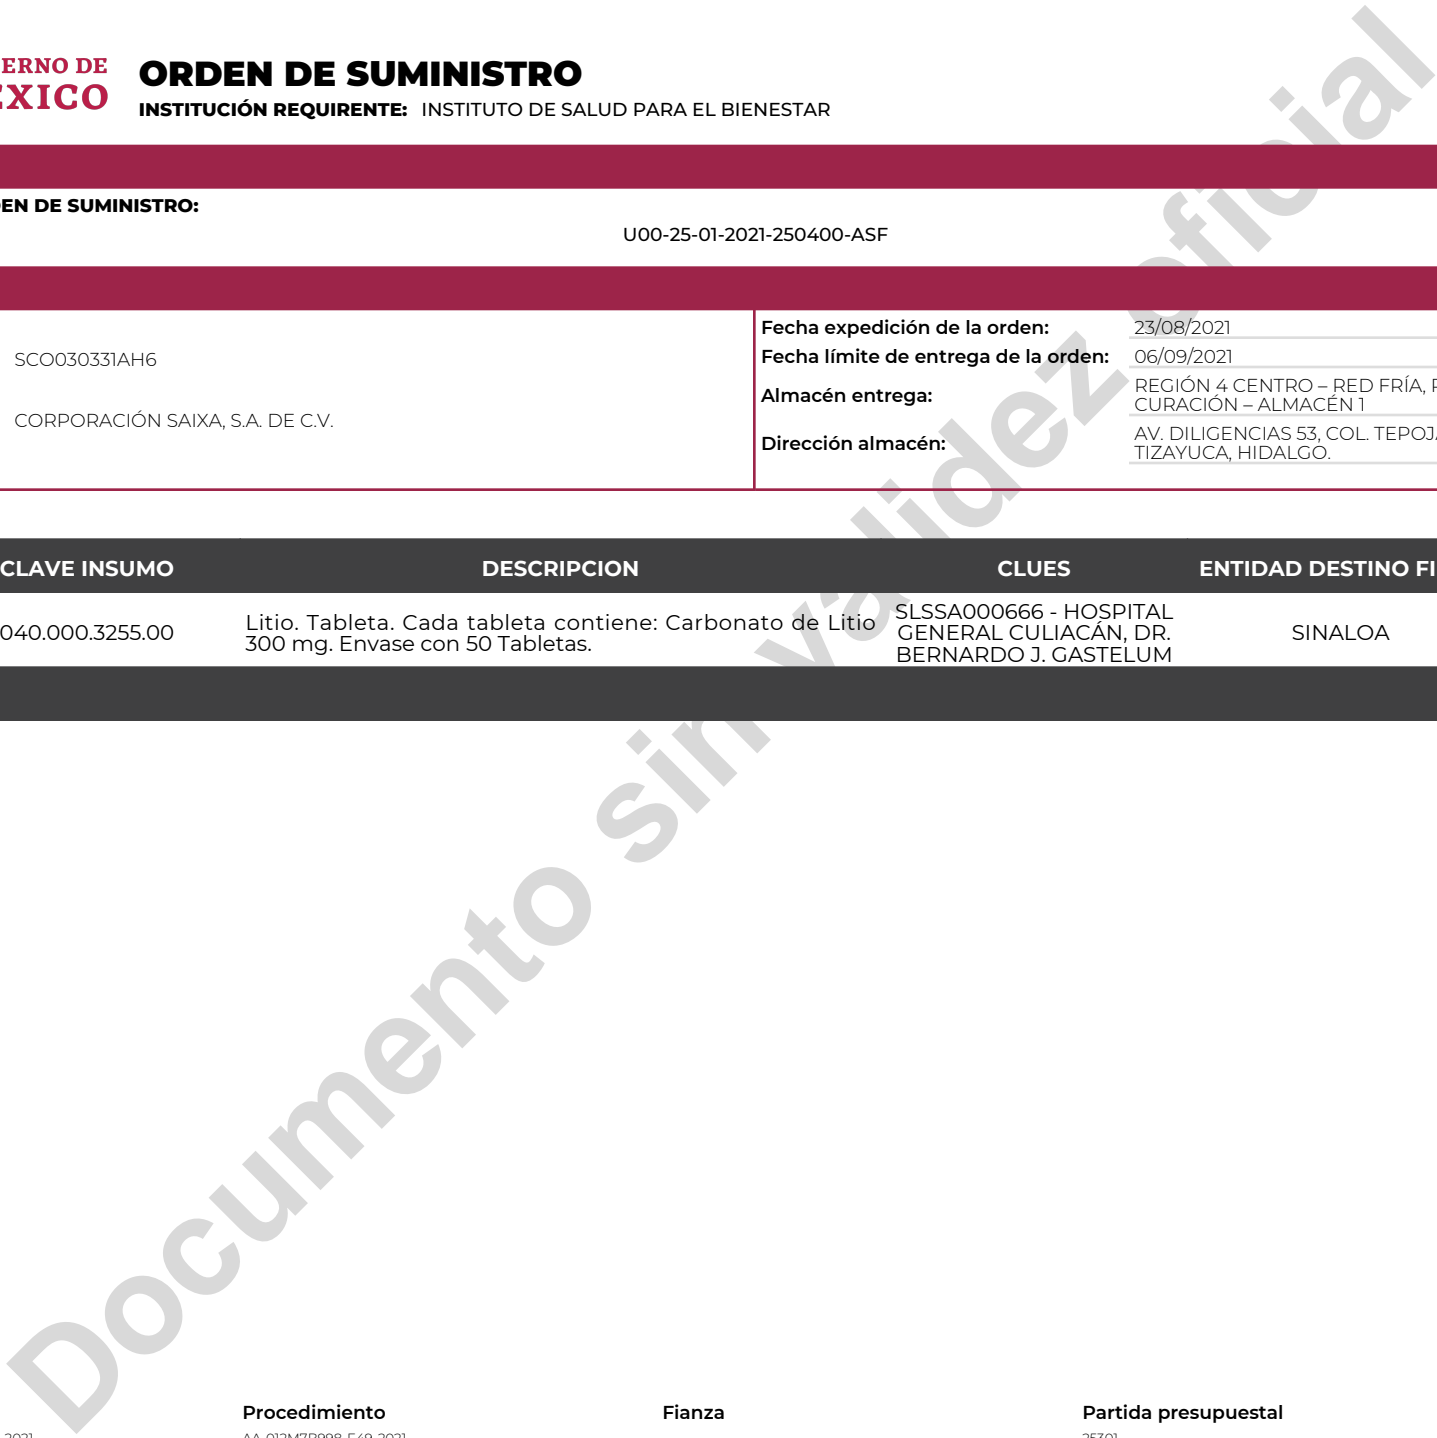 ERNO DE
EXICO
ORDEN DE SUMINISTRO
INSTITUCIÓN REQUIRENTE: INSTITUTO DE SALUD PARA EL BIENESTAR
EN DE SUMINISTRO:
U00-25-01-2021-250400-ASF
SCO030331AH6
CORPORACIÓN SAIXA, S.A. DE C.V.
Fecha expedición de la orden: 23/08/2021
Fecha límite de entrega de la orden: 06/09/2021
Almacén entrega: REGIÓN 4 CENTRO – RED FRÍA,
CURACIÓN – ALMACÉN 1
Dirección almacén: AV. DILIGENCIAS 53, COL. TEPOJ
TIZAYUCA, HIDALGO.
CLAVE INSUMO DESCRIPCION CLUES ENTIDAD DESTINO FI
040.000.3255.00
Litio. Tableta. Cada tableta contiene: Carbonato de Litio
300 mg. Envase con 50 Tabletas.
SLSSA000666 - HOSPITAL
GENERAL CULIACÁN, DR.
BERNARDO J. GASTELUM
SINALOA
Documento sin validez oficial
Procedimiento Fianza Partida presupuestal